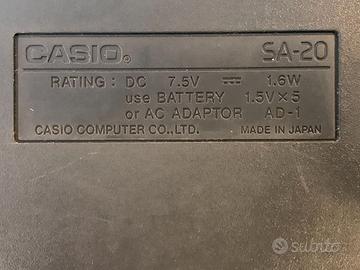 CASIO® SA-20
RATING: DC 7.5V ⎓ 1.6W
use BATTERY 1.5V×5
or AC ADAPTOR AD-1
CASIO COMPUTER CO.,LTD. MADE IN JAPAN
subito